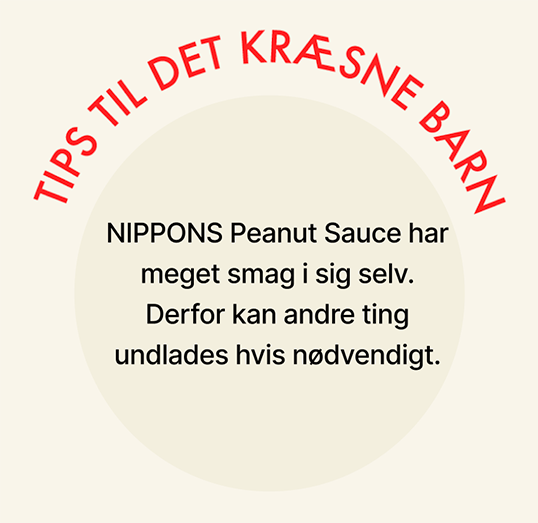 TIPS TIL DET KRÆSNE BARN
NIPPONS Peanut Sauce har
meget smag i sig selv.
Derfor kan andre ting
undlades hvis nødvendigt.